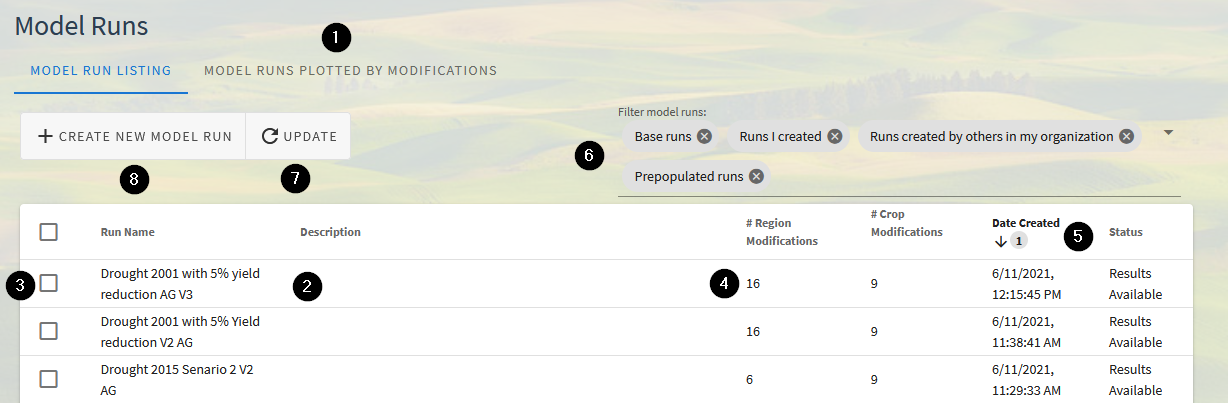 Model Runs
1
MODEL RUN LISTING
MODEL RUNS PLOTTED BY MODIFICATIONS
CREATE NEW MODEL RUN
UPDATE
8
7
6
Filter model runs:
Base runs
Runs I created
Runs created by others in my organization
Prepopulated runs
Run Name
Description
# Region
Modifications
# Crop
Modifications
Date Created
1
5
Status
3
Drought 2001 with 5% yield
reduction AG V3
2
4
16
9
6/11/2021,
12:15:45 PM
Results
Available
Drought 2001 with 5% Yield
reduction V2 AG
16
9
6/11/2021,
11:38:41 AM
Results
Available
Drought 2015 Senario 2 V2
AG
6
9
6/11/2021,
11:29:33 AM
Results
Available